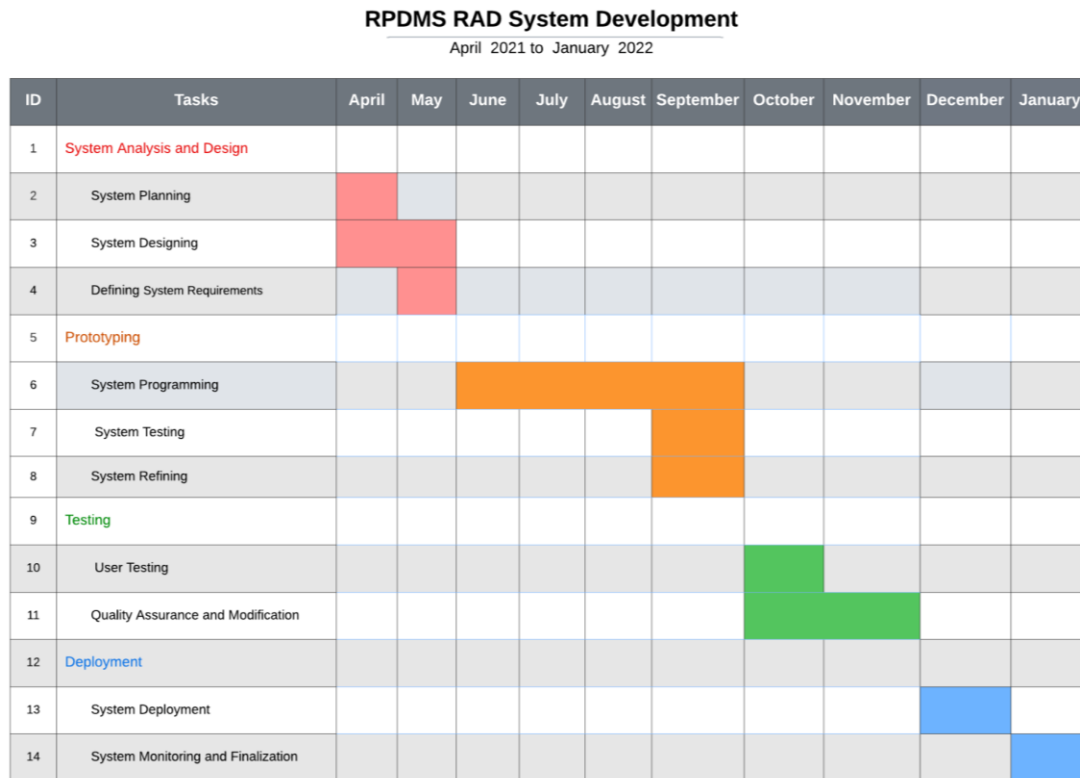 RPDMS RAD System Development
April 2021 to January 2022
ID Tasks April May June July August September October November December January
1 System Analysis and Design
2 System Planning
3 System Designing
4 Defining System Requirements
5 Prototyping
6 System Programming
7 System Testing
8 System Refining
9 Testing
10 User Testing
11 Quality Assurance and Modification
12 Deployment
13 System Deployment
14 System Monitoring and Finalization